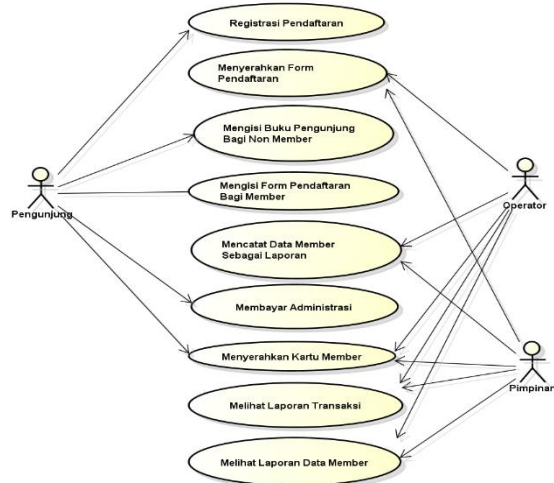 Registrasi Pendaftaran
Menyerahkan Form
Pendaftaran
Mengisi Buku Pengunjung
Bagi Non Member
Mengisi Form Pendaftaran
Bagi Member
Pengunjung
Operator
Mencatat Data Member
Sebagai Laporan
Membayar Administrasi
Menyerahkan Kartu Member
Pimpinan
Melihat Laporan Transaksi
Melihat Laporan Data Member